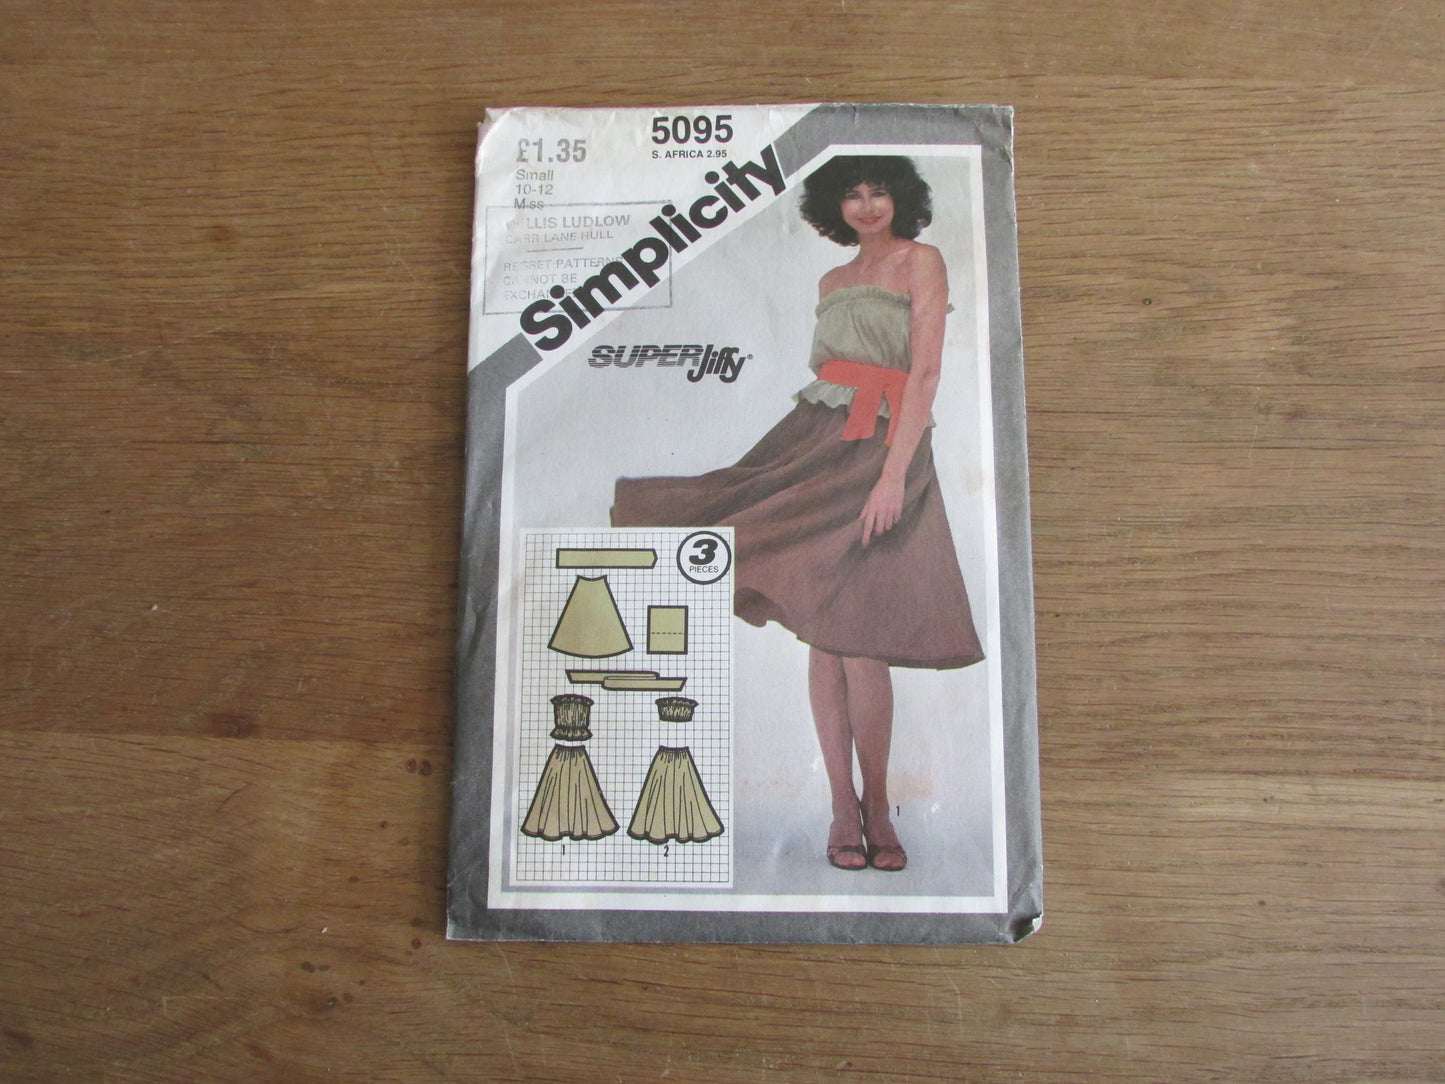 5095
S. AFRICA 2.95
£1.35
Small
10-12
Miss
LUDLOW
CARR LANE HULL
REGRET PATTERNS
CANNOT BE
Simplicity
SUPER Jiffy®
3
PIECES
1
2
1